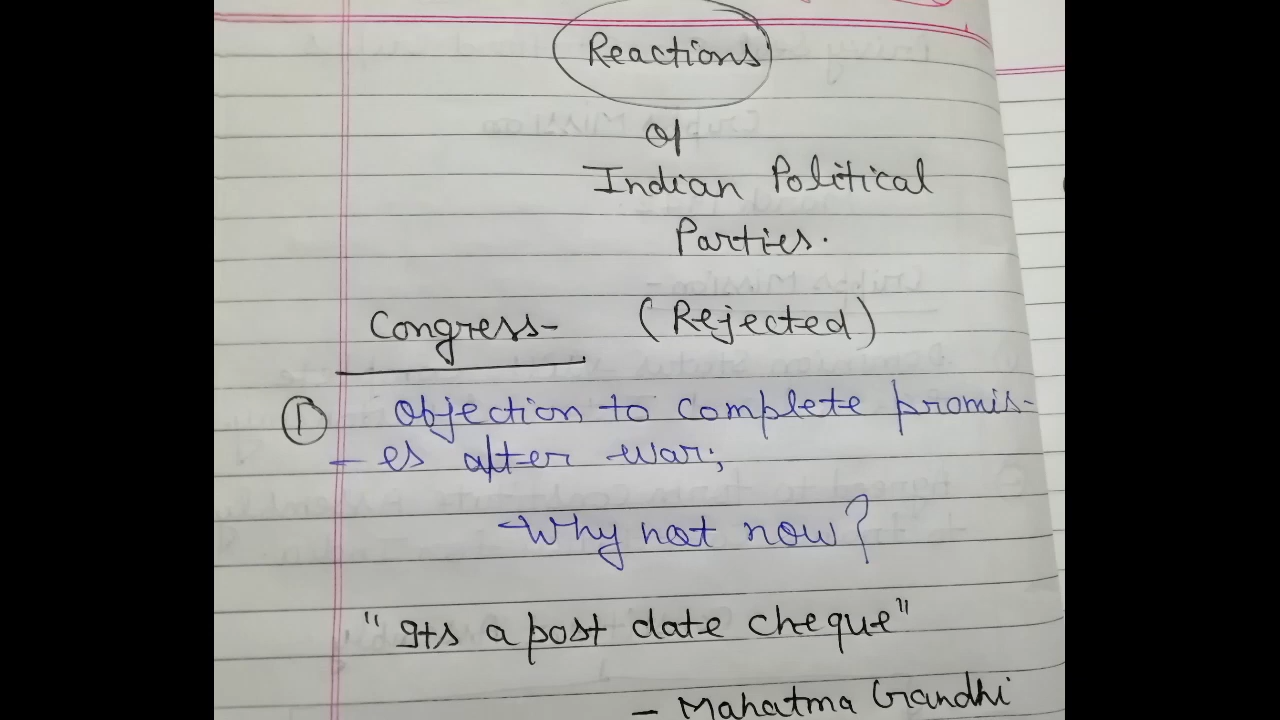 Reactions
Of
Indian Political
Parties.
Congress- (Rejected)
① Objection to complete promis-
- es after war;
Why not now?
"Its a post date cheque"
- Mahatma Gandhi